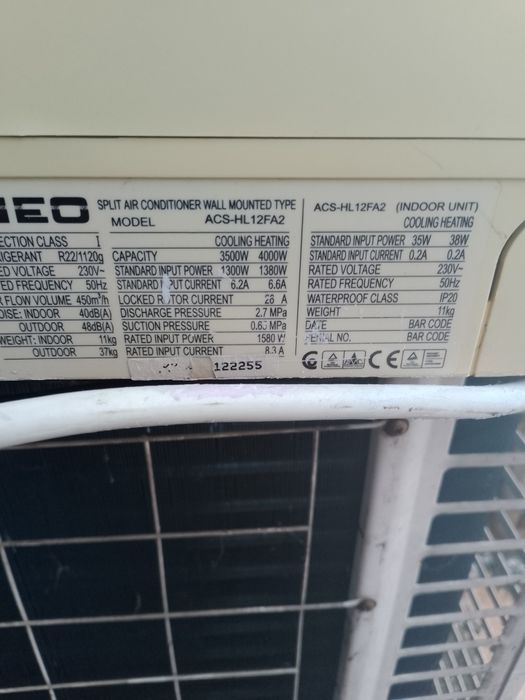 IEO
SPLIT AIR CONDITIONER WALL MOUNTED TYPE
MODEL ACS-HL12FA2
ECTION CLASS I
RIGERANT R22/1120g
ED VOLTAGE 230V~
ED FREQUENCY 50Hz
FLOW VOLUME 450m³/h
OISE: INDOOR 40dB(A)
OUTDOOR 48dB(A)
WEIGHT: INDOOR 11kg
OUTDOOR 37kg
COOLING HEATING
CAPACITY 3500W 4000W
STANDARD INPUT POWER 1300W 1380W
STANDARD INPUT CURRENT 6.2A 6.6A
LOCKED ROTOR CURRENT 28 A
DISCHARGE PRESSURE 2.7 MPa
SUCTION PRESSURE 0.65 MPa
RATED INPUT POWER 1580 W
RATED INPUT CURRENT 8.3 A
122255
ACS-HL12FA2 (INDOOR UNIT)
COOLING HEATING
STANDARD INPUT POWER 35W 38W
STANDARD INPUT CURRENT 0.2A 0.2A
RATED VOLTAGE 230V~
RATED FREQUENCY 50Hz
WATERPROOF CLASS IP20
WEIGHT 11kg
DATE BAR CODE
SERIAL NO. BAR CODE
CE